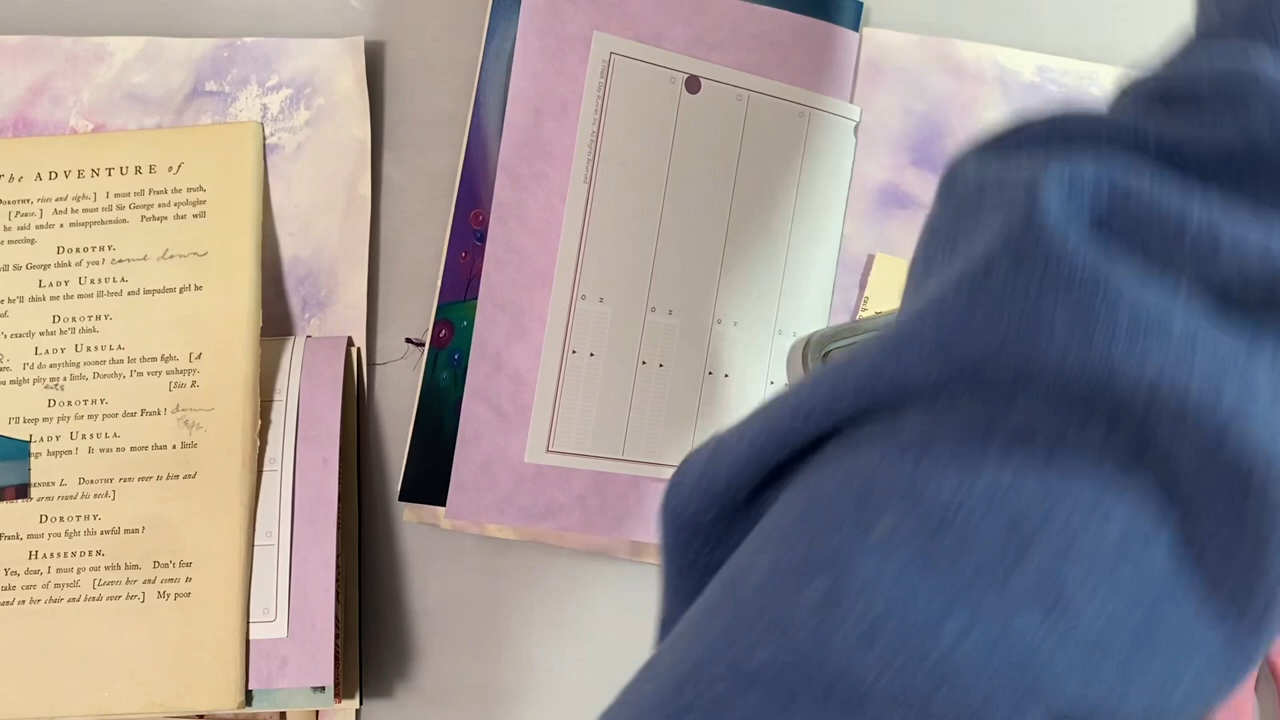 The ADVENTURE of
DOROTHY, rises and sighs.] I must tell Frank the truth,
[Pause.] And he must tell Sir George and apologize
he said under a misapprehension. Perhaps that will
meeting.
DOROTHY.
will Sir George think of you? come down
LADY URSULA.
he'll think me the most ill-bred and impudent girl he
of.
DOROTHY.
's exactly what he'll think.
LADY URSULA.
I'd do anything sooner than let them fight. [A
might pity me a little, Dorothy, I'm very unhappy.
[Sits R.
DOROTHY.
I'll keep my pity for my poor dear Frank! down
left.
LADY URSULA.
happen! It was no more than a little
L. DOROTHY runs over to him and
her arms round his neck.]
DOROTHY.
Frank, must you fight this awful man?
HASSENDEN.
Yes, dear, I must go out with him. Don't fear
take care of myself. [Leaves her and comes to
on her chair and bends over her.] My poor